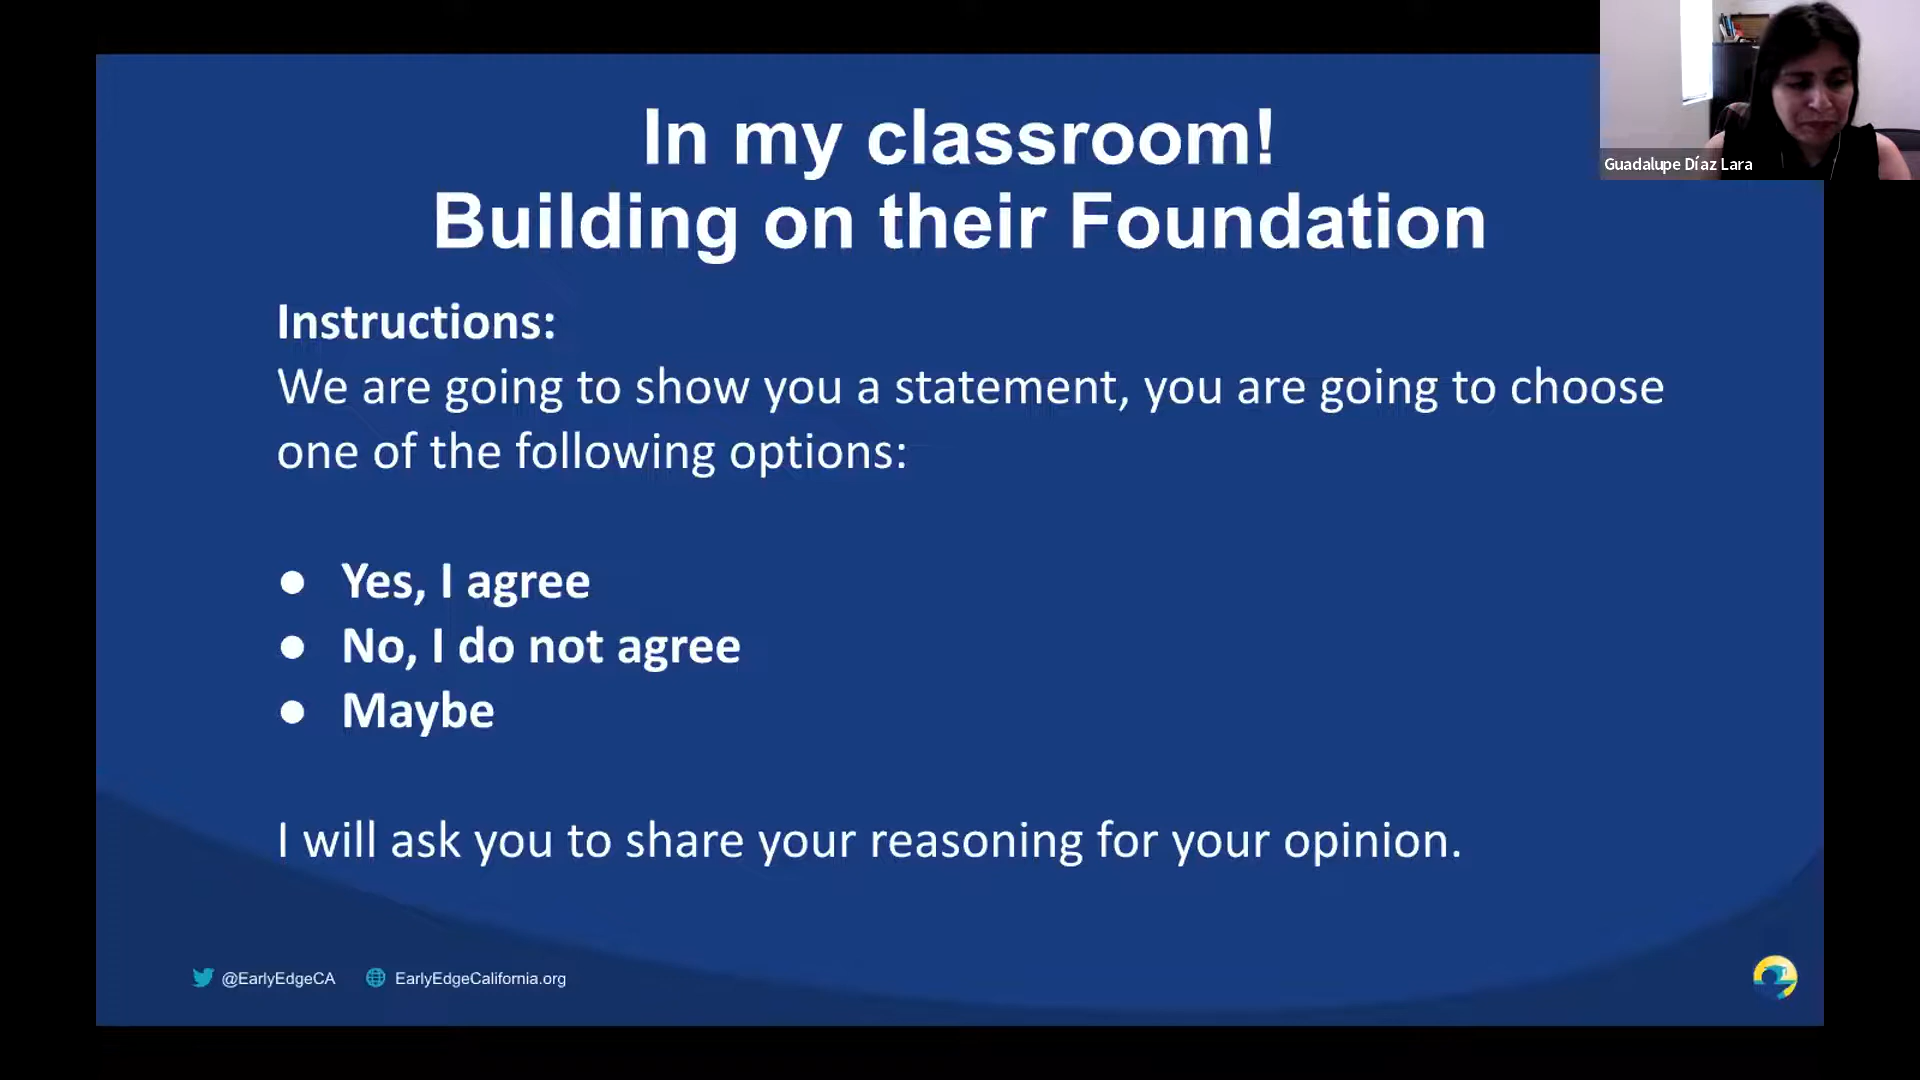 In my classroom!
Building on their Foundation
Guadalupe Díaz Lara
Instructions:
We are going to show you a statement, you are going to choose
one of the following options:
● Yes, I agree
● No, I do not agree
● Maybe
I will ask you to share your reasoning for your opinion.
@EarlyEdgeCA
EarlyEdgeCalifornia.org